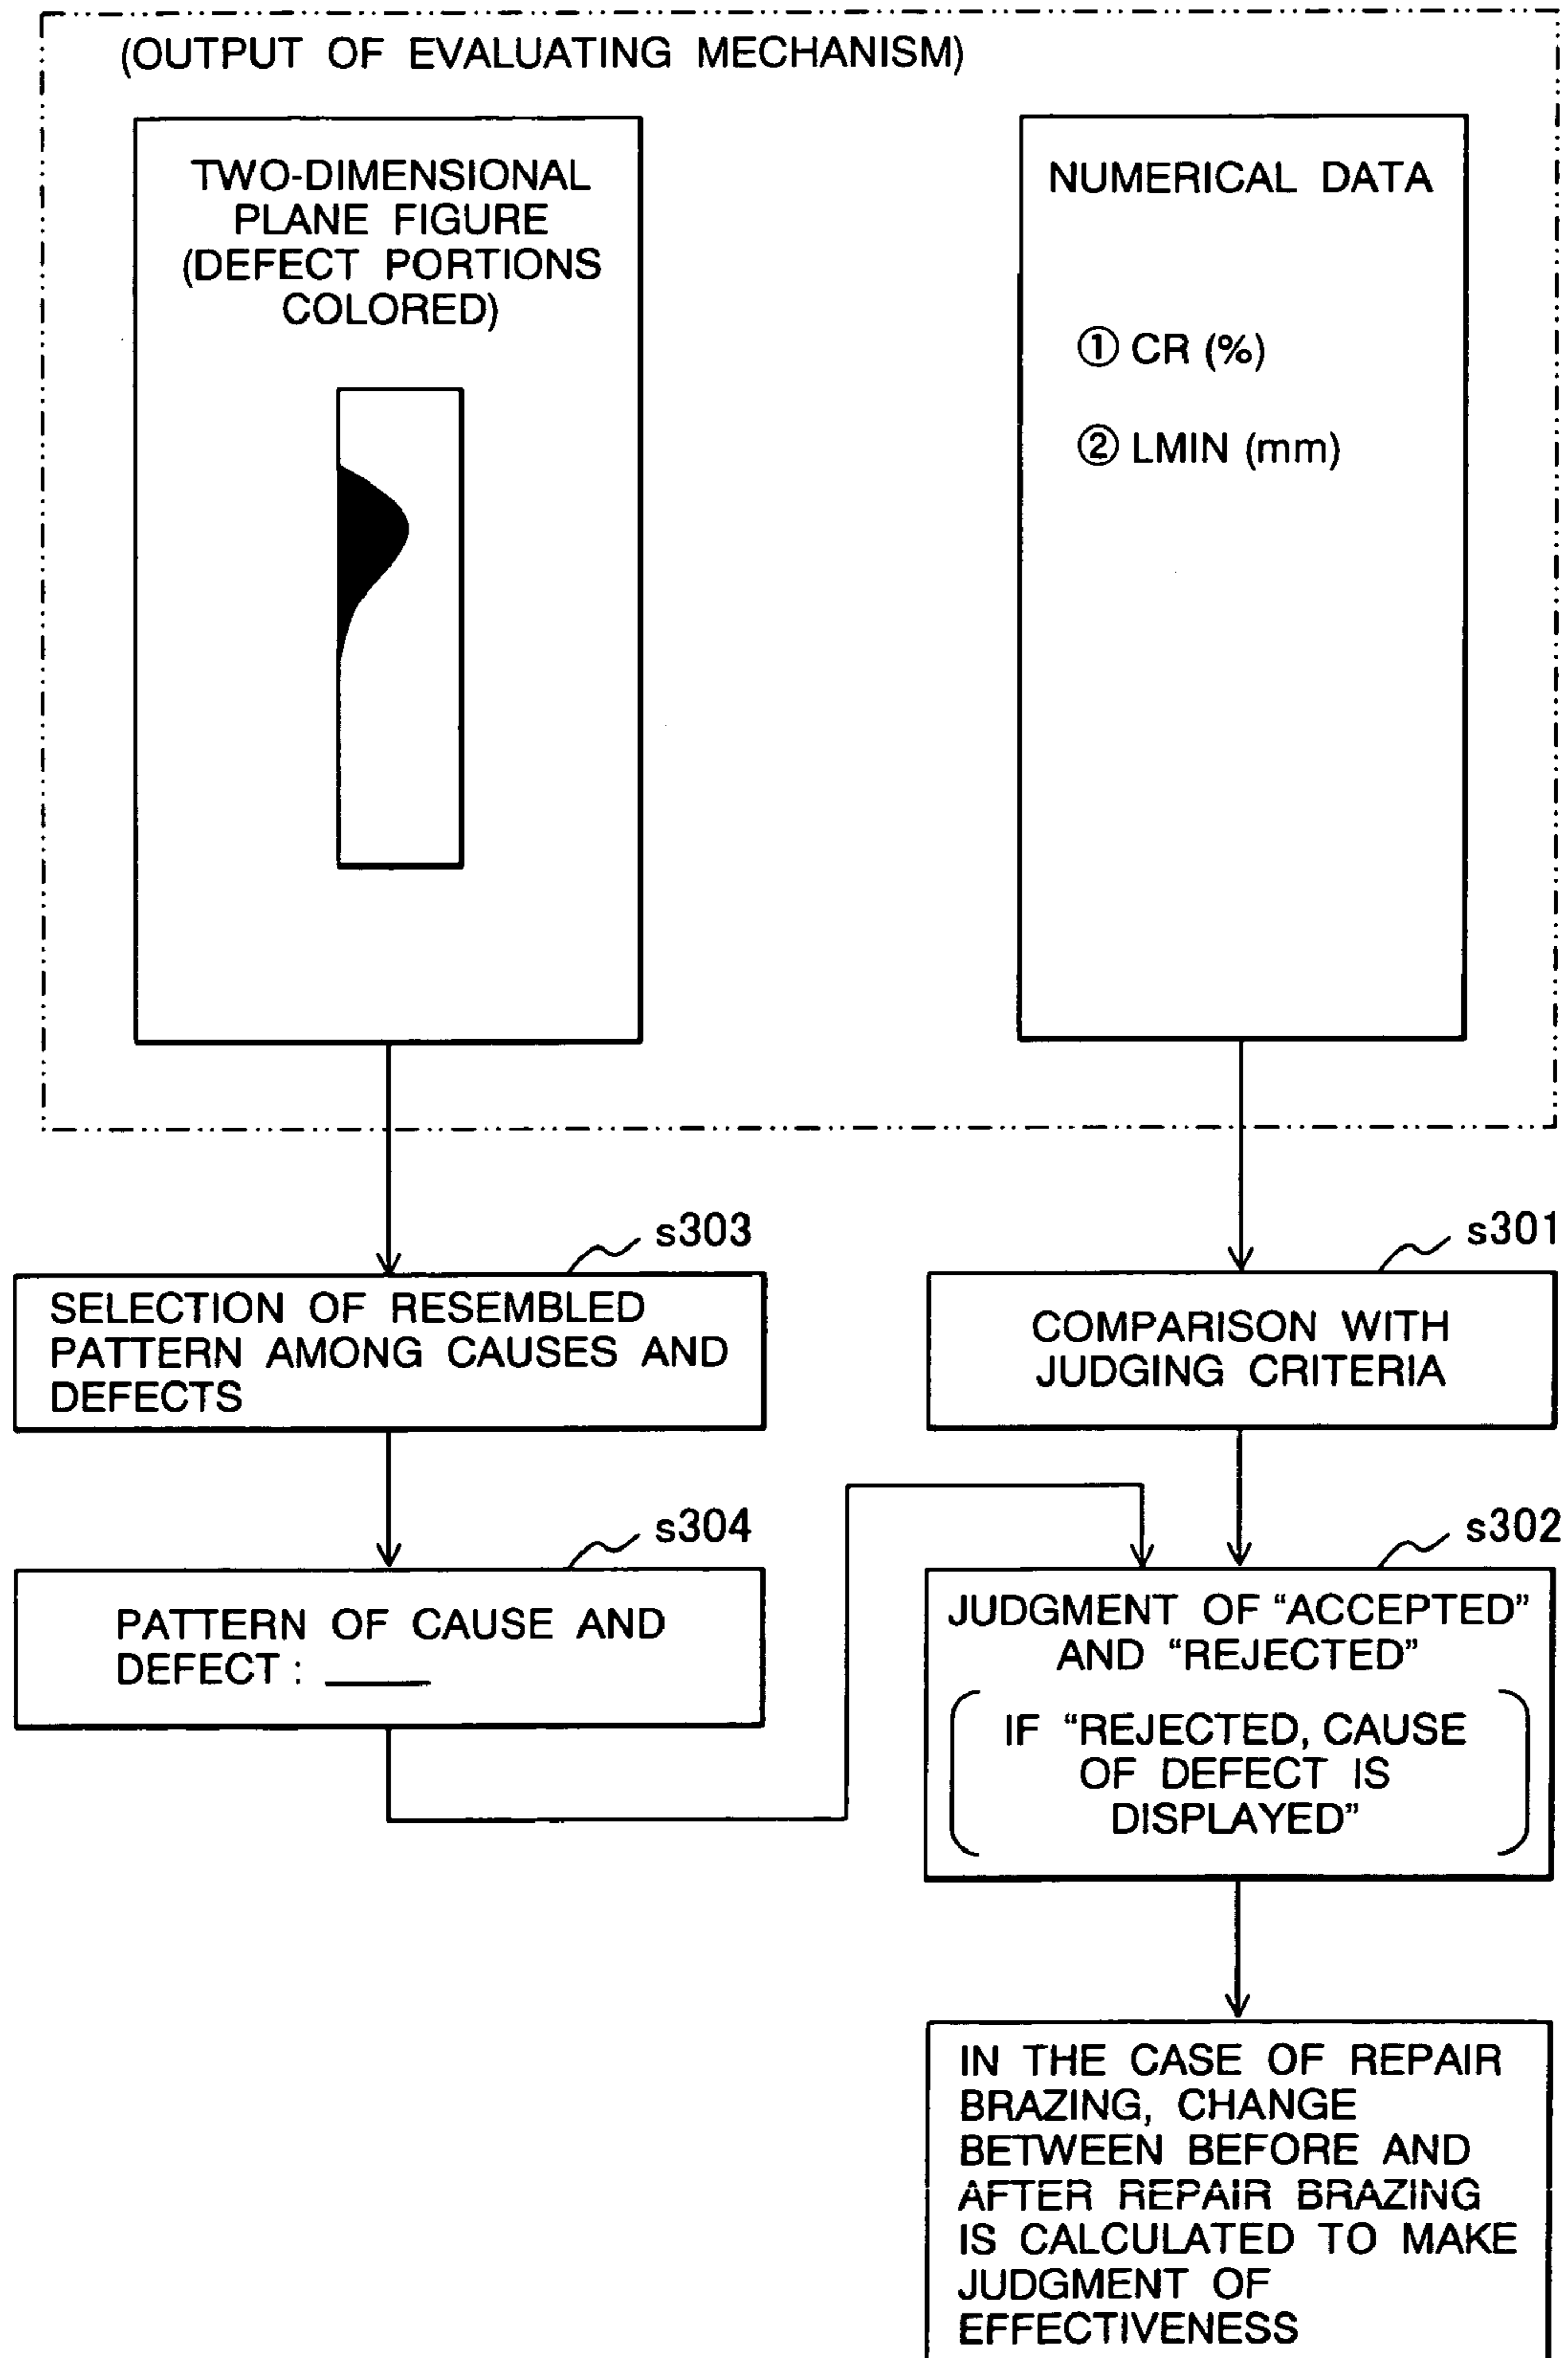 (OUTPUT OF EVALUATING MECHANISM)
TWO-DIMENSIONAL
PLANE FIGURE
(DEFECT PORTIONS
COLORED)
NUMERICAL DATA
① CR (%)
② LMIN (mm)
s303
SELECTION OF RESEMBLED
PATTERN AMONG CAUSES AND
DEFECTS
s301
COMPARISON WITH
JUDGING CRITERIA
s304
PATTERN OF CAUSE AND
DEFECT : ____
s302
JUDGMENT OF “ACCEPTED”
AND “REJECTED”
IF “REJECTED, CAUSE
OF DEFECT IS
DISPLAYED”
IN THE CASE OF REPAIR
BRAZING, CHANGE
BETWEEN BEFORE AND
AFTER REPAIR BRAZING
IS CALCULATED TO MAKE
JUDGMENT OF
EFFECTIVENESS